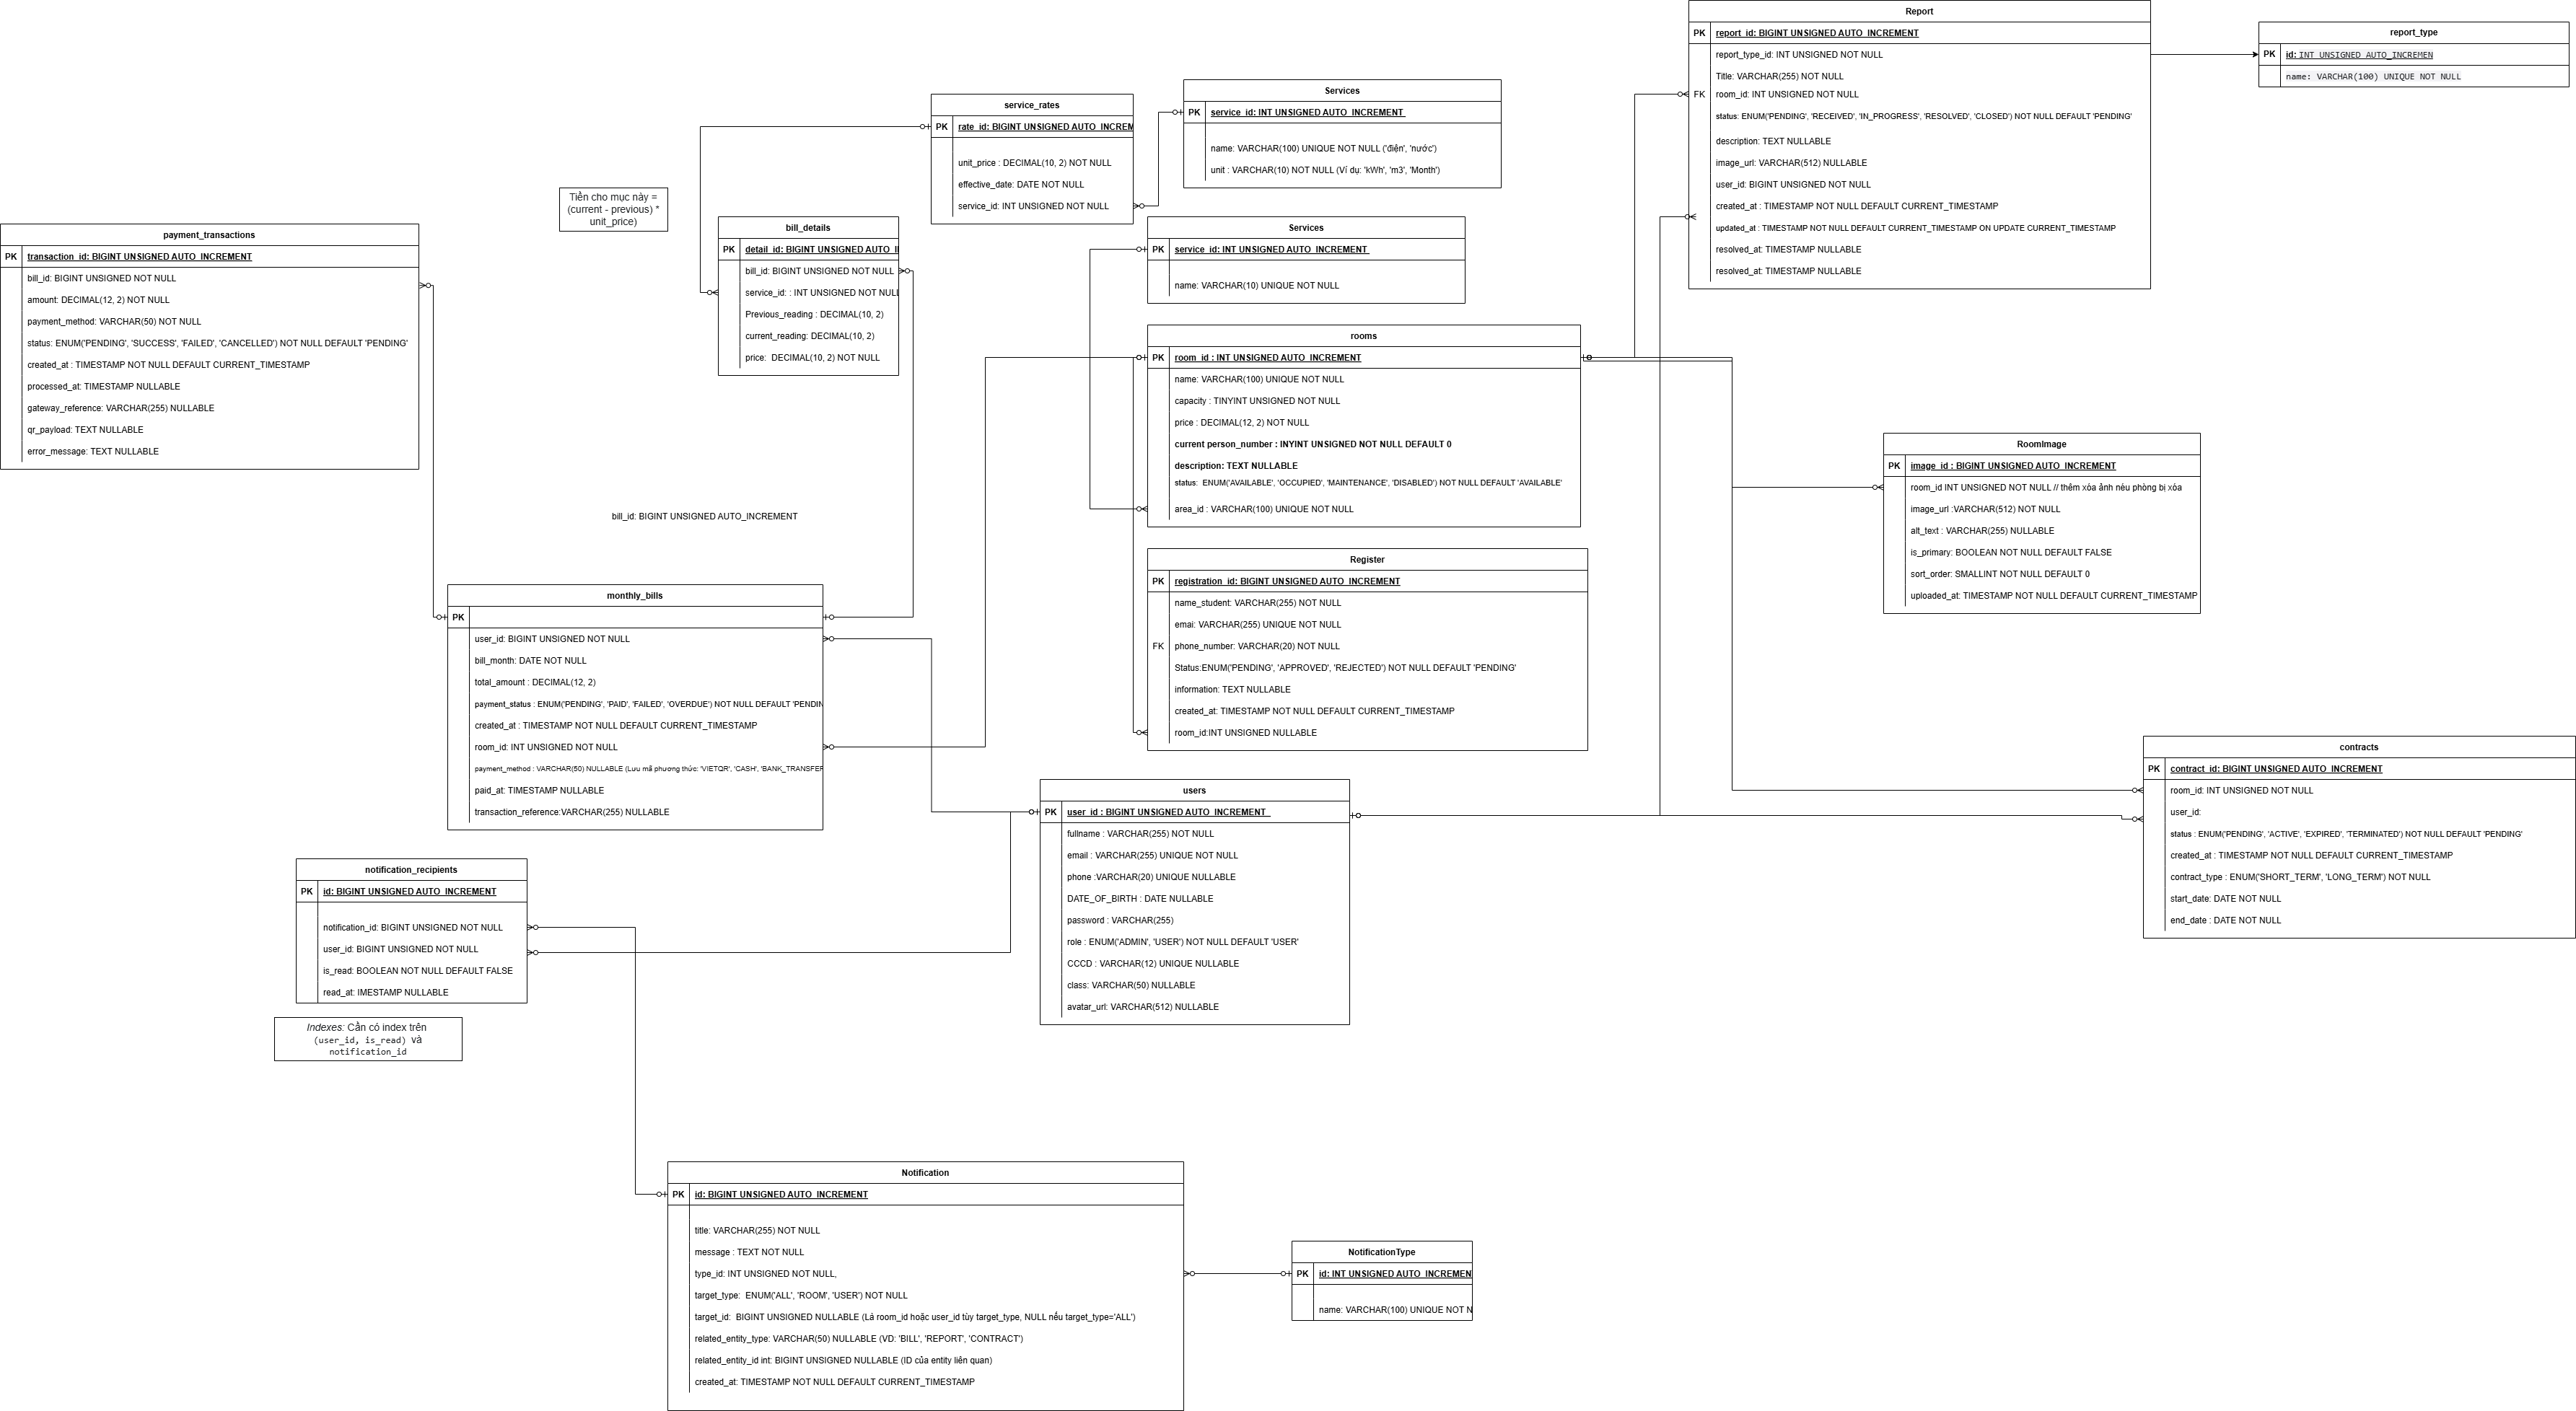 Report
PK
report_id: BIGINT UNSIGNED AUTO_INCREMENT
report_type_id: INT UNSIGNED NOT NULL
Title: VARCHAR(255) NOT NULL
FK
room_id: INT UNSIGNED NOT NULL
status: ENUM('PENDING', 'RECEIVED', 'IN_PROGRESS', 'RESOLVED', 'CLOSED') NOT NULL DEFAULT 'PENDING'
description: TEXT NULLABLE
image_url: VARCHAR(512) NULLABLE
user_id: BIGINT UNSIGNED NOT NULL
created_at : TIMESTAMP NOT NULL DEFAULT CURRENT_TIMESTAMP
updated_at : TIMESTAMP NOT NULL DEFAULT CURRENT_TIMESTAMP ON UPDATE CURRENT_TIMESTAMP
resolved_at: TIMESTAMP NULLABLE
resolved_at: TIMESTAMP NULLABLE
report_type
PK
id: INT UNSIGNED AUTO_INCREMEN
name: VARCHAR(100) UNIQUE NOT NULL
Services
PK
service_id: INT UNSIGNED AUTO_INCREMENT
name: VARCHAR(100) UNIQUE NOT NULL ('điện', 'nước')
unit : VARCHAR(10) NOT NULL (Ví dụ: 'kWh', 'm3', 'Month')
service_rates
PK
rate_id: BIGINT UNSIGNED AUTO_INCREM
unit_price : DECIMAL(10, 2) NOT NULL
effective_date: DATE NOT NULL
service_id: INT UNSIGNED NOT NULL
Tiền cho mục này =
(current - previous) *
unit_price)
bill_details
PK
detail_id: BIGINT UNSIGNED AUTO_I
bill_id: BIGINT UNSIGNED NOT NULL
service_id: : INT UNSIGNED NOT NULL
Previous_reading : DECIMAL(10, 2)
current_reading: DECIMAL(10, 2)
price:  DECIMAL(10, 2) NOT NULL
Services
PK
service_id: INT UNSIGNED AUTO_INCREMENT
name: VARCHAR(10) UNIQUE NOT NULL
payment_transactions
PK
transaction_id: BIGINT UNSIGNED AUTO_INCREMENT
bill_id: BIGINT UNSIGNED NOT NULL
amount: DECIMAL(12, 2) NOT NULL
payment_method: VARCHAR(50) NOT NULL
status: ENUM('PENDING', 'SUCCESS', 'FAILED', 'CANCELLED') NOT NULL DEFAULT 'PENDING'
created_at : TIMESTAMP NOT NULL DEFAULT CURRENT_TIMESTAMP
processed_at: TIMESTAMP NULLABLE
gateway_reference: VARCHAR(255) NULLABLE
qr_payload: TEXT NULLABLE
error_message: TEXT NULLABLE
rooms
PK
room_id : INT UNSIGNED AUTO_INCREMENT
name: VARCHAR(100) UNIQUE NOT NULL
capacity : TINYINT UNSIGNED NOT NULL
price : DECIMAL(12, 2) NOT NULL
current person_number : INYINT UNSIGNED NOT NULL DEFAULT 0
description: TEXT NULLABLE
status:  ENUM('AVAILABLE', 'OCCUPIED', 'MAINTENANCE', 'DISABLED') NOT NULL DEFAULT 'AVAILABLE'
area_id : VARCHAR(100) UNIQUE NOT NULL
RoomImage
PK
image_id : BIGINT UNSIGNED AUTO_INCREMENT
room_id INT UNSIGNED NOT NULL // thêm xóa ảnh néu phòng bị xóa
image_url :VARCHAR(512) NOT NULL
alt_text : VARCHAR(255) NULLABLE
is_primary: BOOLEAN NOT NULL DEFAULT FALSE
sort_order: SMALLINT NOT NULL DEFAULT 0
uploaded_at: TIMESTAMP NOT NULL DEFAULT CURRENT_TIMESTAMP
bill_id: BIGINT UNSIGNED AUTO_INCREMENT
Register
PK
registration_id: BIGINT UNSIGNED AUTO_INCREMENT
name_student: VARCHAR(255) NOT NULL
emai: VARCHAR(255) UNIQUE NOT NULL
FK
phone_number: VARCHAR(20) NOT NULL
Status:ENUM('PENDING', 'APPROVED', 'REJECTED') NOT NULL DEFAULT 'PENDING'
information: TEXT NULLABLE
created_at: TIMESTAMP NOT NULL DEFAULT CURRENT_TIMESTAMP
room_id:INT UNSIGNED NULLABLE
monthly_bills
PK
user_id: BIGINT UNSIGNED NOT NULL
bill_month: DATE NOT NULL
total_amount : DECIMAL(12, 2)
payment_status : ENUM('PENDING', 'PAID', 'FAILED', 'OVERDUE') NOT NULL DEFAULT 'PENDIN
created_at : TIMESTAMP NOT NULL DEFAULT CURRENT_TIMESTAMP
room_id: INT UNSIGNED NOT NULL
payment_method : VARCHAR(50) NULLABLE (Lưu mã phương thức: 'VIETQR', 'CASH', 'BANK_TRANSFER
paid_at: TIMESTAMP NULLABLE
transaction_reference:VARCHAR(255) NULLABLE
contracts
PK
contract_id: BIGINT UNSIGNED AUTO_INCREMENT
room_id: INT UNSIGNED NOT NULL
user_id:
status : ENUM('PENDING', 'ACTIVE', 'EXPIRED', 'TERMINATED') NOT NULL DEFAULT 'PENDING'
created_at : TIMESTAMP NOT NULL DEFAULT CURRENT_TIMESTAMP
contract_type : ENUM('SHORT_TERM', 'LONG_TERM') NOT NULL
start_date: DATE NOT NULL
end_date : DATE NOT NULL
users
PK
user_id : BIGINT UNSIGNED AUTO_INCREMENT
fullname : VARCHAR(255) NOT NULL
email : VARCHAR(255) UNIQUE NOT NULL
phone :VARCHAR(20) UNIQUE NULLABLE
DATE_OF_BIRTH : DATE NULLABLE
password : VARCHAR(255)
role : ENUM('ADMIN', 'USER') NOT NULL DEFAULT 'USER'
CCCD : VARCHAR(12) UNIQUE NULLABLE
class: VARCHAR(50) NULLABLE
avatar_url: VARCHAR(512) NULLABLE
notification_recipients
PK
id: BIGINT UNSIGNED AUTO_INCREMENT
notification_id: BIGINT UNSIGNED NOT NULL
user_id: BIGINT UNSIGNED NOT NULL
is_read: BOOLEAN NOT NULL DEFAULT FALSE
read_at: IMESTAMP NULLABLE
Indexes: Cần có index trên
(user_id, is_read) và
notification_id
Notification
PK
id: BIGINT UNSIGNED AUTO_INCREMENT
title: VARCHAR(255) NOT NULL
message : TEXT NOT NULL
type_id: INT UNSIGNED NOT NULL,
target_type:  ENUM('ALL', 'ROOM', 'USER') NOT NULL
target_id:  BIGINT UNSIGNED NULLABLE (Là room_id hoặc user_id tùy target_type, NULL nếu target_type='ALL')
related_entity_type: VARCHAR(50) NULLABLE (VD: 'BILL', 'REPORT', 'CONTRACT')
related_entity_id int: BIGINT UNSIGNED NULLABLE (ID của entity liên quan)
created_at: TIMESTAMP NOT NULL DEFAULT CURRENT_TIMESTAMP
NotificationType
PK
id: INT UNSIGNED AUTO_INCREMEN
name: VARCHAR(100) UNIQUE NOT N